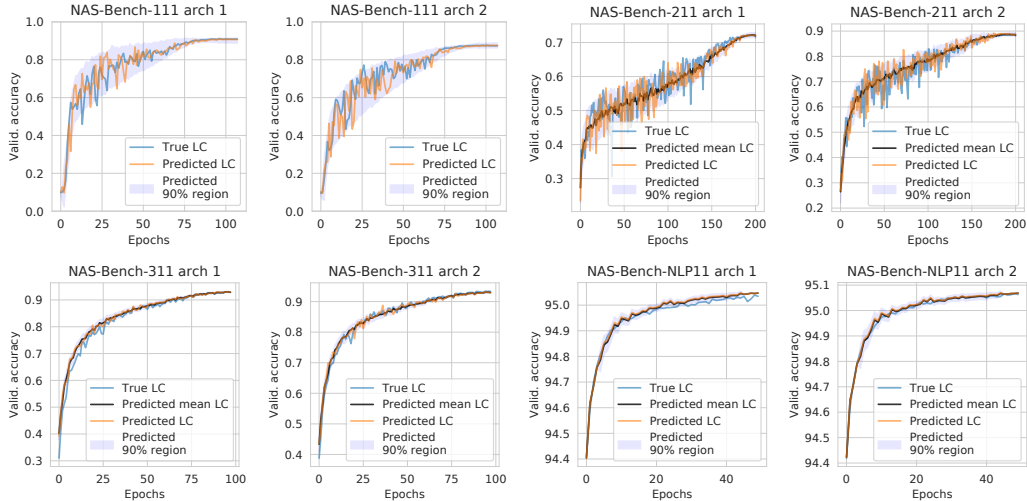 NAS-Bench-111 arch 1
Valid. accuracy
1.0
0.8
0.6
0.4
0.2
0.0
True LC
Predicted LC
Predicted
90% region
0 25 50 75 100
Epochs
NAS-Bench-111 arch 2
Valid. accuracy
1.0
0.8
0.6
0.4
0.2
0.0
True LC
Predicted LC
Predicted
90% region
0 25 50 75 100
Epochs
NAS-Bench-211 arch 1
Valid. accuracy
0.7
0.6
0.5
0.4
0.3
True LC
Predicted mean LC
Predicted LC
Predicted
90% region
0 50 100 150 200
Epochs
NAS-Bench-211 arch 2
Valid. accuracy
0.9
0.8
0.7
0.6
0.5
0.4
0.3
0.2
True LC
Predicted mean LC
Predicted LC
Predicted
90% region
0 50 100 150 200
Epochs
NAS-Bench-311 arch 1
Valid. accuracy
0.9
0.8
0.7
0.6
0.5
0.4
0.3
True LC
Predicted mean LC
Predicted LC
Predicted
90% region
0 25 50 75 100
Epochs
NAS-Bench-311 arch 2
Valid. accuracy
0.9
0.8
0.7
0.6
0.5
0.4
True LC
Predicted mean LC
Predicted LC
Predicted
90% region
0 25 50 75 100
Epochs
NAS-Bench-NLP11 arch 1
Valid. accuracy
95.0
94.9
94.8
94.7
94.6
94.5
94.4
True LC
Predicted mean LC
Predicted LC
Predicted
90% region
0 20 40
Epochs
NAS-Bench-NLP11 arch 2
Valid. accuracy
95.1
95.0
94.9
94.8
94.7
94.6
94.5
94.4
True LC
Predicted mean LC
Predicted LC
Predicted
90% region
0 20 40
Epochs